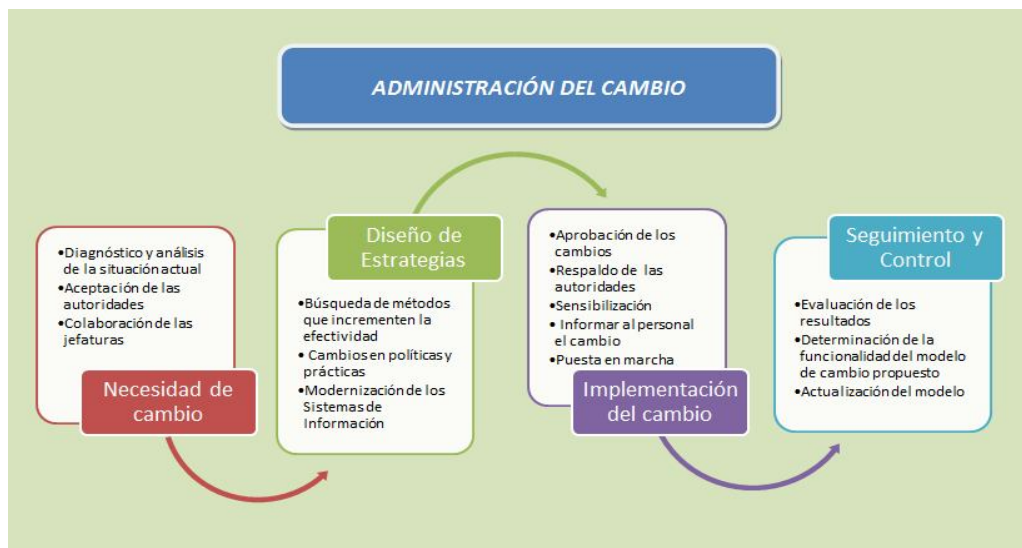 ADMINISTRACIÓN DEL CAMBIO
•Diagnóstico y análisis
de la situación actual
•Aceptación de las
autoridades
•Colaboración de las
jefaturas
Necesidad de
cambio
Diseño de
Estrategias
•Búsqueda de métodos
que incrementen la
efectividad
• Cambios en políticas y
prácticas
•Modernización de los
Sistemas de
Información
•Aprobación de los
cambios
•Respaldo de las
autoridades
•Sensibilización
• Informar al personal
el cambio
•Puesta en marcha
Implementación
del cambio
Seguimiento y
Control
•Evaluación de los
resultados
•Determinación de la
funcionalidad del modelo
de cambio propuesto
•Actualización del modelo